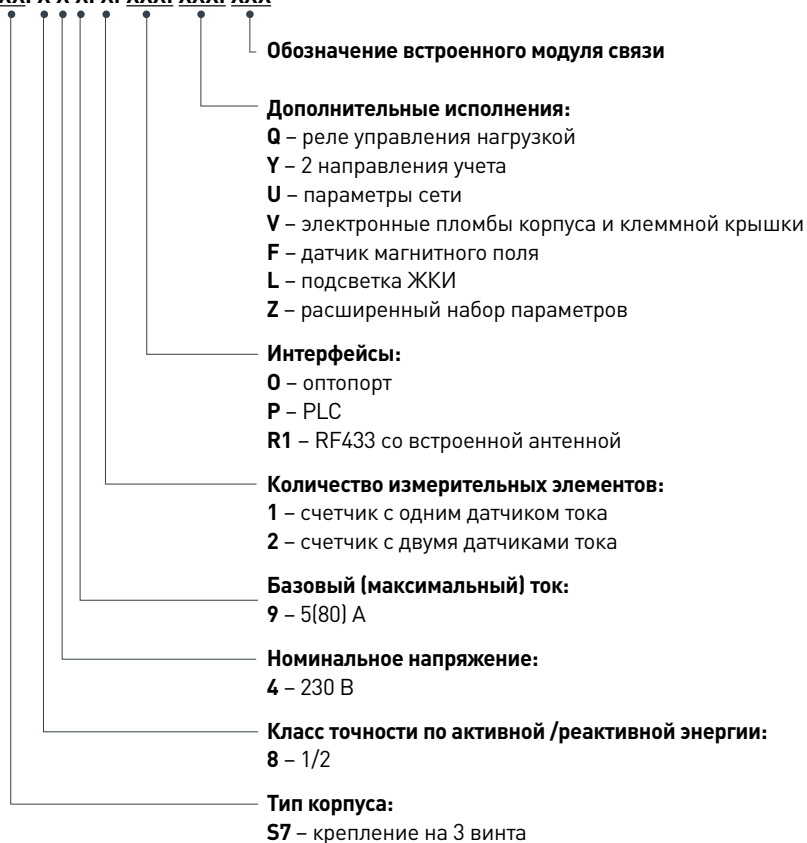 Обозначение встроенного модуля связи
Дополнительные исполнения:
Q – реле управления нагрузкой
Y – 2 направления учета
U – параметры сети
V – электронные пломбы корпуса и клеммной крышки
F – датчик магнитного поля
L – подсветка ЖКИ
Z – расширенный набор параметров
Интерфейсы:
O – оптопорт
P – PLC
R1 – RF433 со встроенной антенной
Количество измерительных элементов:
1 – счетчик с одним датчиком тока
2 – счетчик с двумя датчиками тока
Базовый (максимальный) ток:
9 – 5(80) А
Номинальное напряжение:
4 – 230 В
Класс точности по активной /реактивной энергии:
8 – 1/2
Тип корпуса:
S7 – крепление на 3 винта